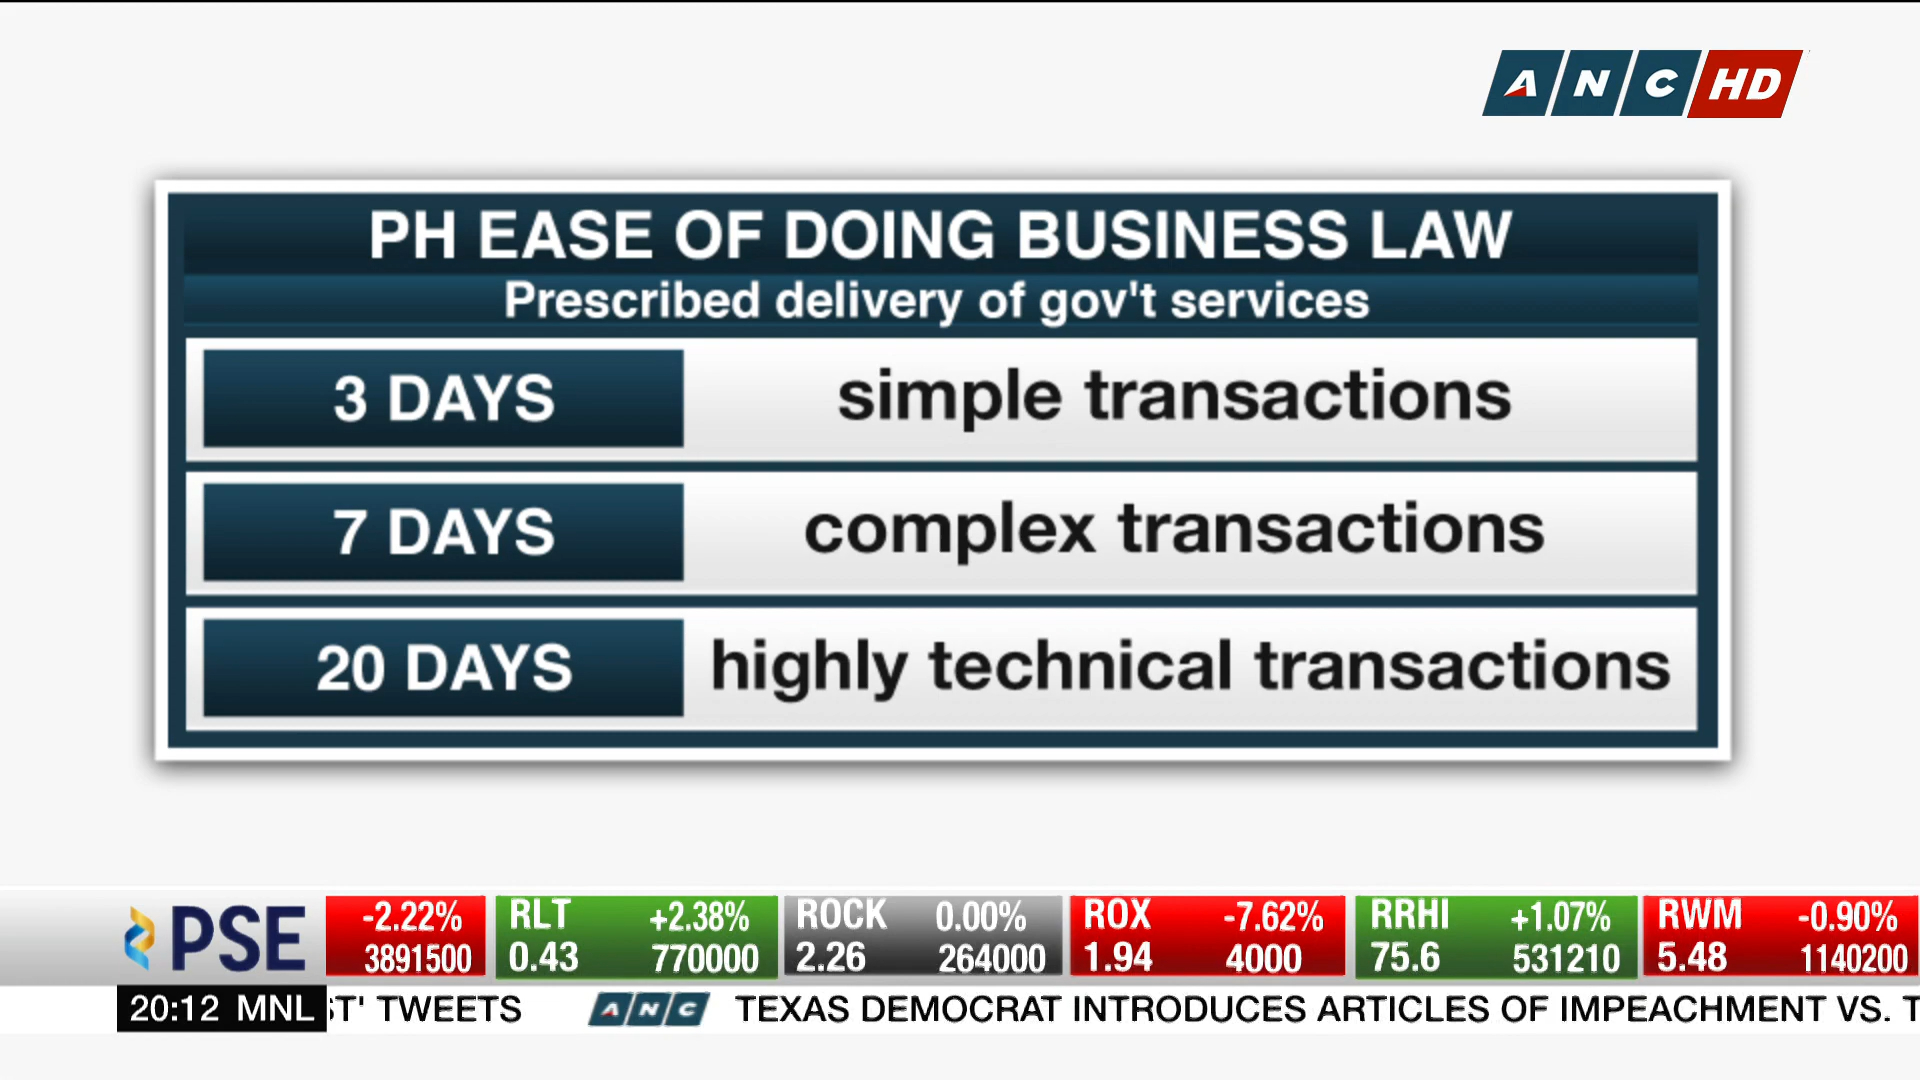 ANC HD
PH EASE OF DOING BUSINESS LAW
Prescribed delivery of gov't services
3 DAYS simple transactions
7 DAYS complex transactions
20 DAYS highly technical transactions
PSE
-2.22%
3891500
RLT +2.38%
0.43 770000
ROCK 0.00%
2.26 264000
ROX -7.62%
1.94 4000
RRHI +1.07%
75.6 531210
RWM -0.90%
5.48 1140200
20:12 MNL ST' TWEETS ANC TEXAS DEMOCRAT INTRODUCES ARTICLES OF IMPEACHMENT VS. T